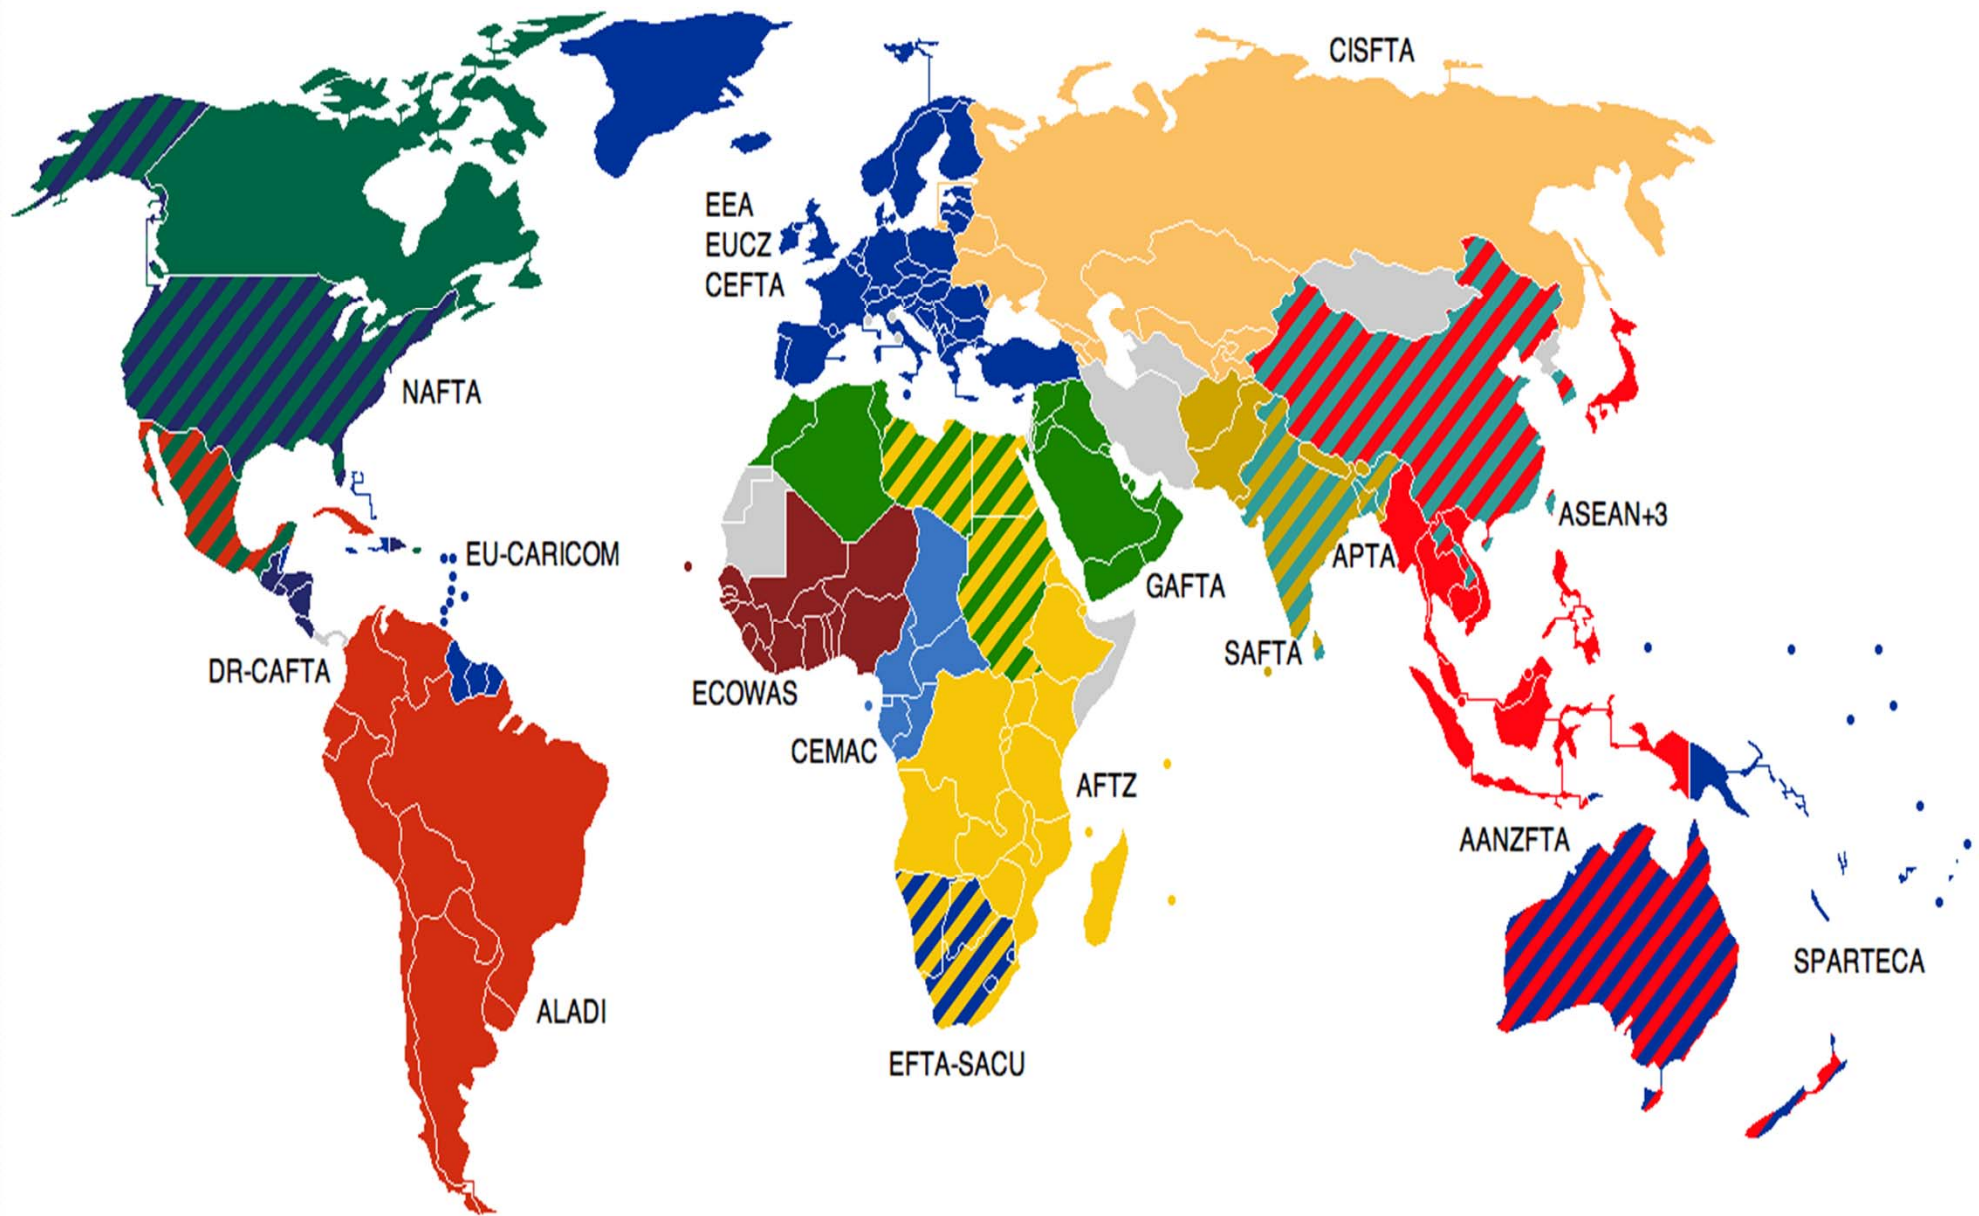 CISFTA
EEA
EUCZ
CEFTA
NAFTA
ASEAN+3
EU-CARICOM
APTA
GAFTA
SAFTA
DR-CAFTA
ECOWAS
CEMAC
AFTZ
AANZFTA
SPARTECA
ALADI
EFTA-SACU